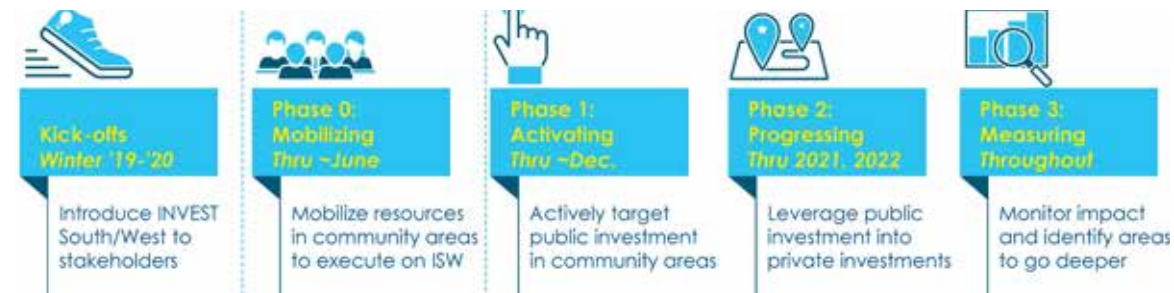 Kick-offs
Winter '19-'20
Introduce INVEST
South/West to
stakeholders
Phase 0:
Mobilizing
Thru ~June
Mobilize resources
in community areas
to execute on ISW
Phase 1:
Activating
Thru ~Dec.
Actively target
public investment
in community areas
Phase 2:
Progressing
Thru 2021, 2022
Leverage public
investment into
private investments
Phase 3:
Measuring
Throughout
Monitor impact
and identify areas
to go deeper